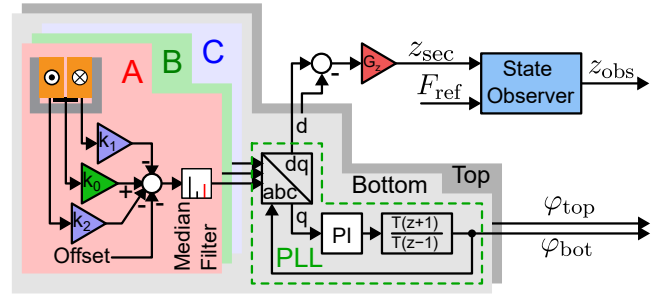 A
B
C
k₁
k₀
k₂
-
+
-
-
Offset
Median
Filter
dq
abc
d
q
-
G_z
z_sec
F_ref
State
Observer
z_obs
Top
Bottom
PLL
PI
T(z+1)
T(z−1)
φ_top
φ_bot